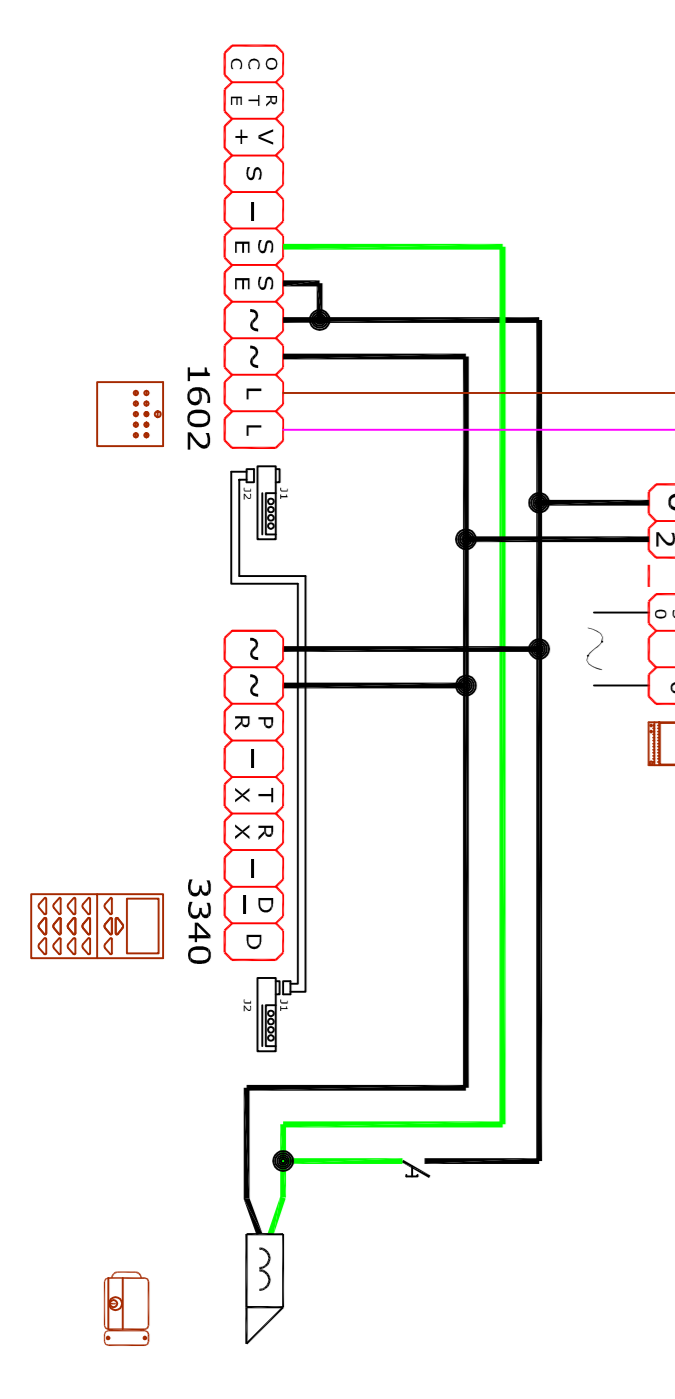 OCC
RTE
V+
S
–
SE
SE
~
~
L
L
1602
J1
J2
~
~
PR
–
TX
RX
–
D–
D
3340
J1
J2
2